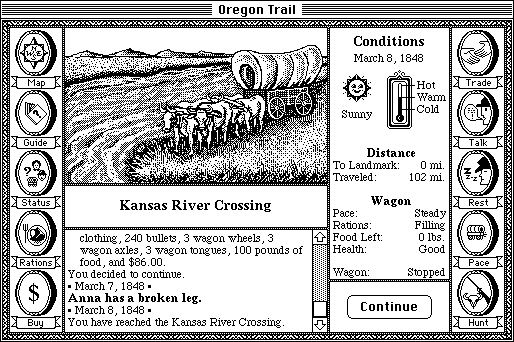 Oregon Trail
Map
Guide
Status
Rations
$
Buy
Kansas River Crossing
clothing, 240 bullets, 3 wagon wheels, 3
wagon axles, 3 wagon tongues, 100 pounds of
food, and $86.00.
You decided to continue.
• March 7, 1848 •
Anna has a broken leg.
• March 8, 1848 •
You have reached the Kansas River Crossing.
Conditions
March 8, 1848
Sunny
Hot
Warm
Cold
Distance
To Landmark: 0 mi.
Traveled: 102 mi.
Wagon
Pace: Steady
Rations: Filling
Food Left: 0 lbs.
Health: Good
Wagon: Stopped
Continue
Trade
Talk
Z Z Z
Rest
Pace
Hunt